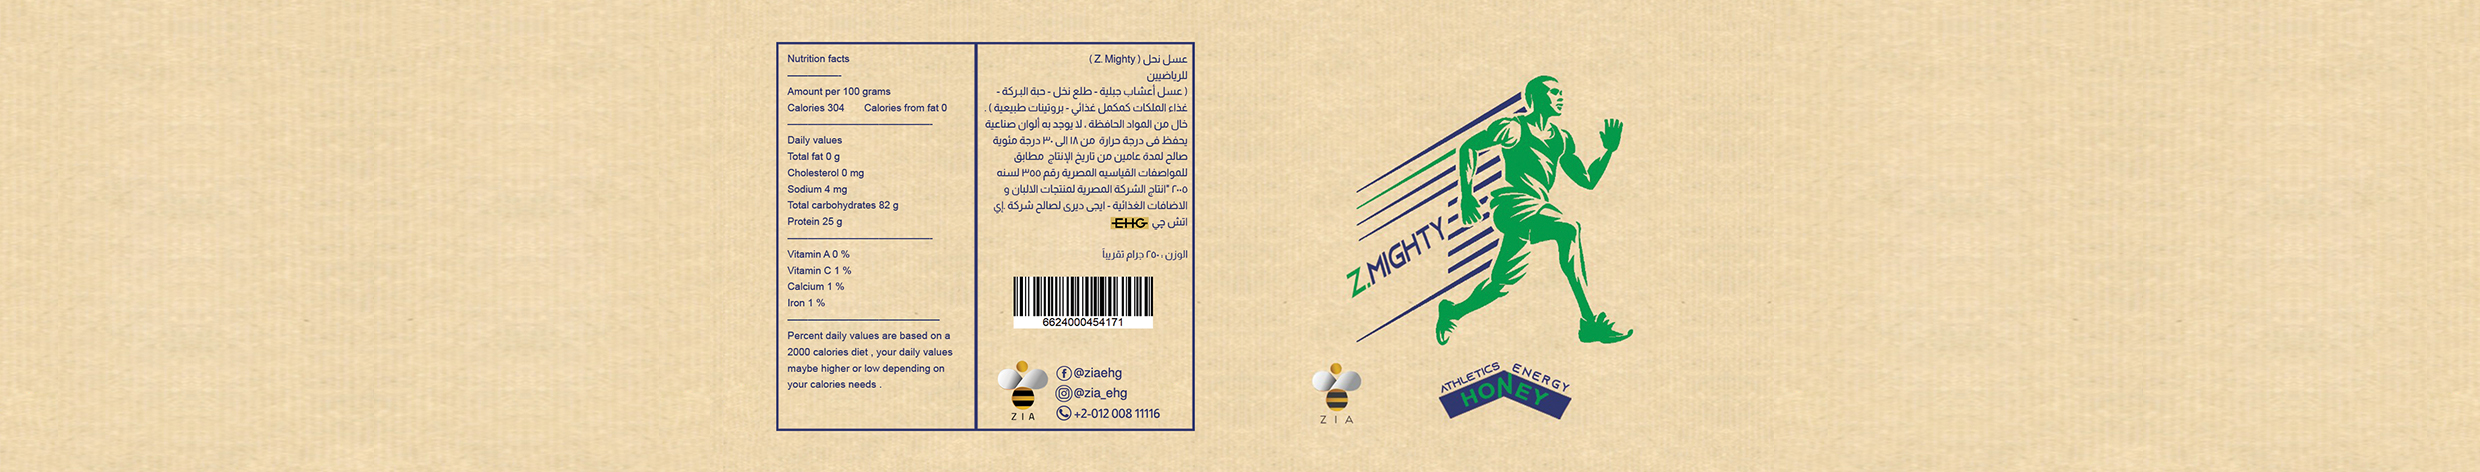 Nutrition facts
Amount per 100 grams
Calories 304 Calories from fat 0
Daily values
Total fat 0 g
Cholesterol 0 mg
Sodium 4 mg
Total carbohydrates 82 g
Protein 25 g
Vitamin A 0 %
Vitamin C 1 %
Calcium 1 %
Iron 1 %
Percent daily values are based on a
2000 calories diet , your daily values
maybe higher or low depending on
your calories needs .
عسل نحل ( Z. Mighty )
للرياضيين
( عسل أعشاب جبلية - طلع نخل - حبة البركة -
غذاء الملكات كمكمل غذائي - بروتينات طبيعية ) .
خال من المواد الحافظة ، لا يوجد به ألوان صناعية
يحفظ فى درجة حرارة من ١٨ الى ٣٠ درجة مئوية
صالح لمدة عامين من تاريخ الإنتاج مطابق
للمواصفات القياسيه المصرية رقم ٣٥٥ لسنه
٢٠٠٥ "انتاج الشركة المصرية لمنتجات الالبان و
الاضافات الغذائية - ايجى ديرى لصالح شركة .إي
اتش چي EHG
الوزن ، ٢٥٠ جرام تقريباً
6624000454171
@ziaehg
@zia_ehg
+2-012 008 11116
ZIA
Z.MIGHTY
ZIA
ATHLETICS ENERGY
HONEY